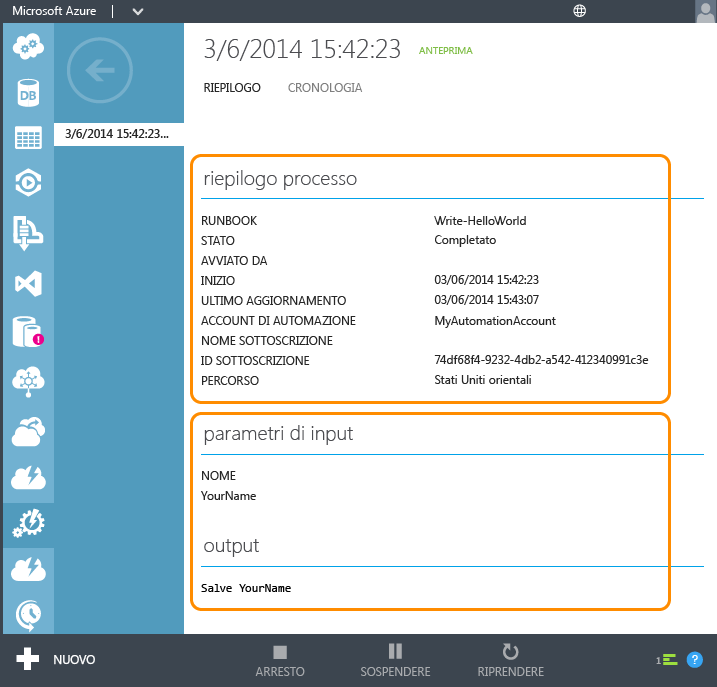 Microsoft Azure
3/6/2014 15:42:23 ANTEPRIMA
RIEPILOGO CRONOLOGIA
DB
3/6/2014 15:42:23...
riepilogo processo
RUNBOOK Write-HelloWorld
STATO Completato
AVVIATO DA
INIZIO 03/06/2014 15:42:23
ULTIMO AGGIORNAMENTO 03/06/2014 15:43:07
ACCOUNT DI AUTOMAZIONE MyAutomationAccount
NOME SOTTOSCRIZIONE
ID SOTTOSCRIZIONE 74df68f4-9232-4db2-a542-412340991c3e
PERCORSO Stati Uniti orientali
parametri di input
NOME
YourName
output
Salve YourName
NUOVO ARRESTO SOSPENDERE RIPRENDERE 1 ?